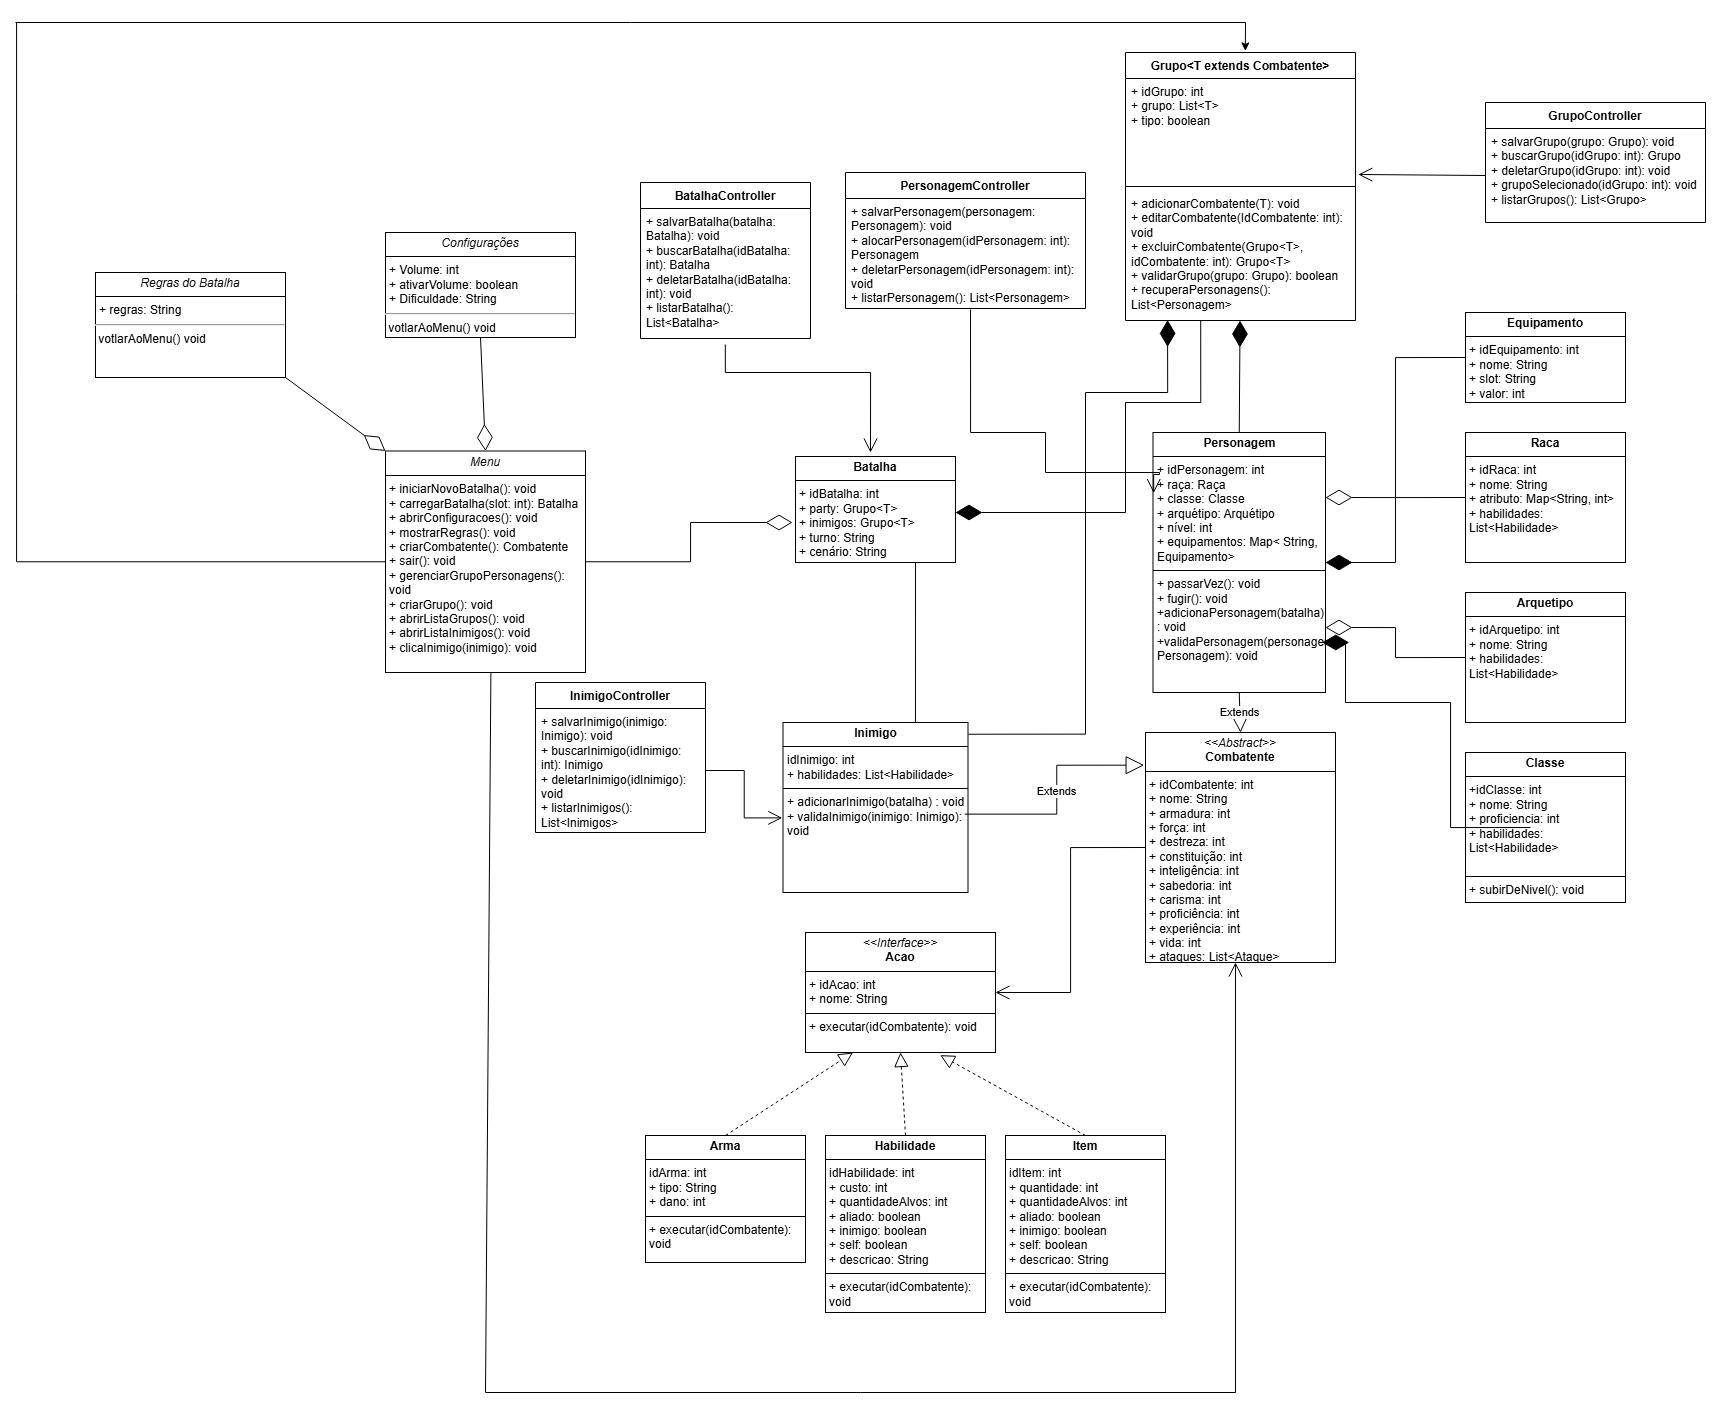 Grupo<T extends Combatente>
+ idGrupo: int
+ grupo: List<T>
+ tipo: boolean
+ adicionarCombatente(T): void
+ editarCombatente(IdCombatente: int):
void
+ excluirCombatente(Grupo<T>,
idCombatente: int): Grupo<T>
+ validarGrupo(grupo: Grupo): boolean
+ recuperaPersonagens():
List<Personagem>
GrupoController
+ salvarGrupo(grupo: Grupo): void
+ buscarGrupo(idGrupo: int): Grupo
+ deletarGrupo(idGrupo: int): void
+ grupoSelecionado(idGrupo: int): void
+ listarGrupos(): List<Grupo>
PersonagemController
+ salvarPersonagem(personagem:
Personagem): void
+ alocarPersonagem(idPersonagem: int):
Personagem
+ deletarPersonagem(idPersonagem: int):
void
+ listarPersonagem(): List<Personagem>
BatalhaController
+ salvarBatalha(batalha:
Batalha): void
+ buscarBatalha(idBatalha:
int): Batalha
+ deletarBatalha(idBatalha:
int): void
+ listarBatalha():
List<Batalha>
Configurações
+ Volume: int
+ ativarVolume: boolean
+ Dificuldade: String
votlarAoMenu() void
Regras do Batalha
+ regras: String
votlarAoMenu() void
Equipamento
+ idEquipamento: int
+ nome: String
+ slot: String
+ valor: int
Menu
+ iniciarNovoBatalha(): void
+ carregarBatalha(slot: int): Batalha
+ abrirConfiguracoes(): void
+ mostrarRegras(): void
+ criarCombatente(): Combatente
+ sair(): void
+ gerenciarGrupoPersonagens():
void
+ criarGrupo(): void
+ abrirListaGrupos(): void
+ abrirListaInimigos(): void
+ clicaInimigo(inimigo): void
Batalha
+ idBatalha: int
+ party: Grupo<T>
+ inimigos: Grupo<T>
+ turno: String
+ cenário: String
Personagem
+ idPersonagem: int
+ raça: Raça
+ classe: Classe
+ arquétipo: Arquétipo
+ nível: int
+ equipamentos: Map< String,
Equipamento>
+ passarVez(): void
+ fugir(): void
+adicionaPersonagem(batalha)
: void
+validaPersonagem(personage
Personagem): void
Raca
+ idRaca: int
+ nome: String
+ atributo: Map<String, int>
+ habilidades:
List<Habilidade>
Arquetipo
+ idArquetipo: int
+ nome: String
+ habilidades:
List<Habilidade>
InimigoController
+ salvarInimigo(inimigo:
Inimigo): void
+ buscarInimigo(idInimigo:
int): Inimigo
+ deletarInimigo(idInimigo):
void
+ listarInimigos():
List<Inimigos>
Inimigo
idInimigo: int
+ habilidades: List<Habilidade>
+ adicionarInimigo(batalha) : void
+ validaInimigo(inimigo: Inimigo):
void
Extends
Extends
<<Abstract>>
Combatente
+ idCombatente: int
+ nome: String
+ armadura: int
+ força: int
+ destreza: int
+ constituição: int
+ inteligência: int
+ sabedoria: int
+ carisma: int
+ proficiência: int
+ experiência: int
+ vida: int
+ ataques: List<Ataque>
Classe
+idClasse: int
+ nome: String
+ proficiencia: int
+ habilidades:
List<Habilidade>
+ subirDeNivel(): void
<<Interface>>
Acao
+ idAcao: int
+ nome: String
+ executar(idCombatente): void
Arma
idArma: int
+ tipo: String
+ dano: int
+ executar(idCombatente):
void
Habilidade
idHabilidade: int
+ custo: int
+ quantidadeAlvos: int
+ aliado: boolean
+ inimigo: boolean
+ self: boolean
+ descricao: String
+ executar(idCombatente):
void
Item
idItem: int
+ quantidade: int
+ quantidadeAlvos: int
+ aliado: boolean
+ inimigo: boolean
+ self: boolean
+ descricao: String
+ executar(idCombatente):
void